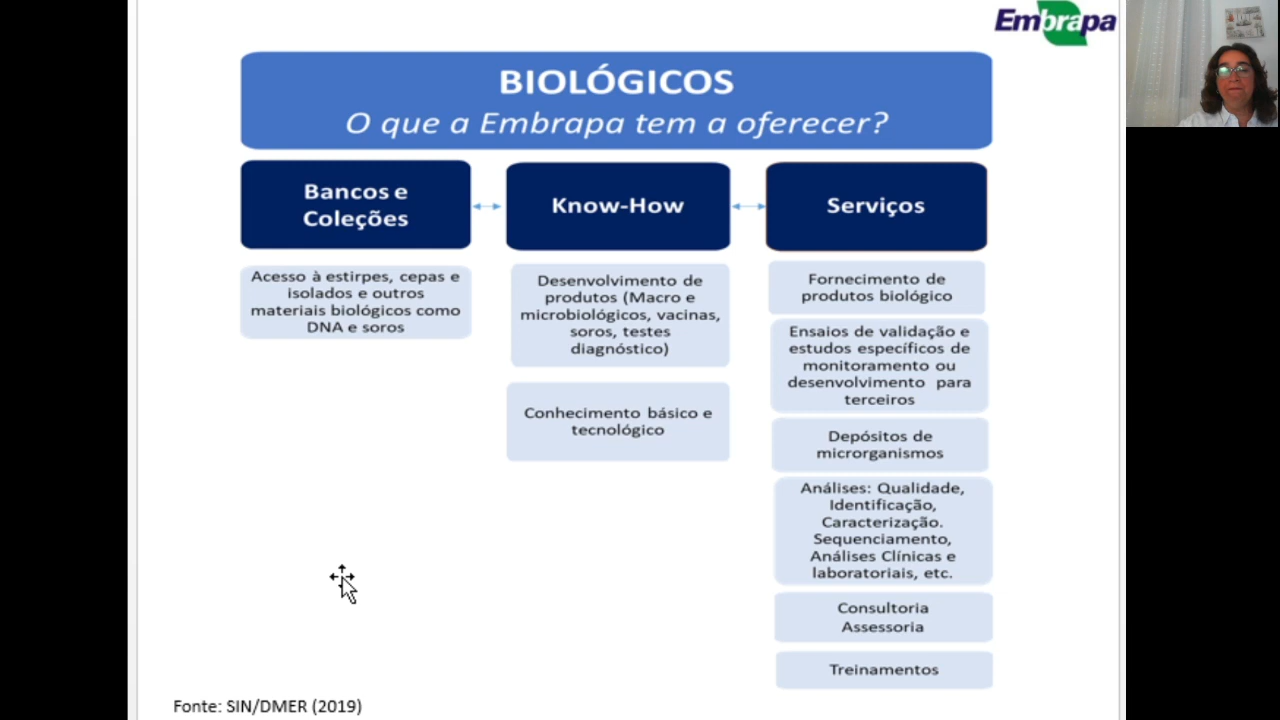 Embrapa
BIOLÓGICOS
O que a Embrapa tem a oferecer?
Bancos e
Coleções
Know-How
Serviços
Acesso à estirpes, cepas e
isolados e outros
materiais biológicos como
DNA e soros
Desenvolvimento de
produtos (Macro e
microbiológicos, vacinas,
soros, testes
diagnóstico)
Conhecimento básico e
tecnológico
Fornecimento de
produtos biológico
Ensaios de validação e
estudos específicos de
monitoramento ou
desenvolvimento para
terceiros
Depósitos de
microrganismos
Análises: Qualidade,
Identificação,
Caracterização.
Sequenciamento,
Análises Clínicas e
laboratoriais, etc.
Consultoria
Assessoria
Treinamentos
Fonte: SIN/DMER (2019)